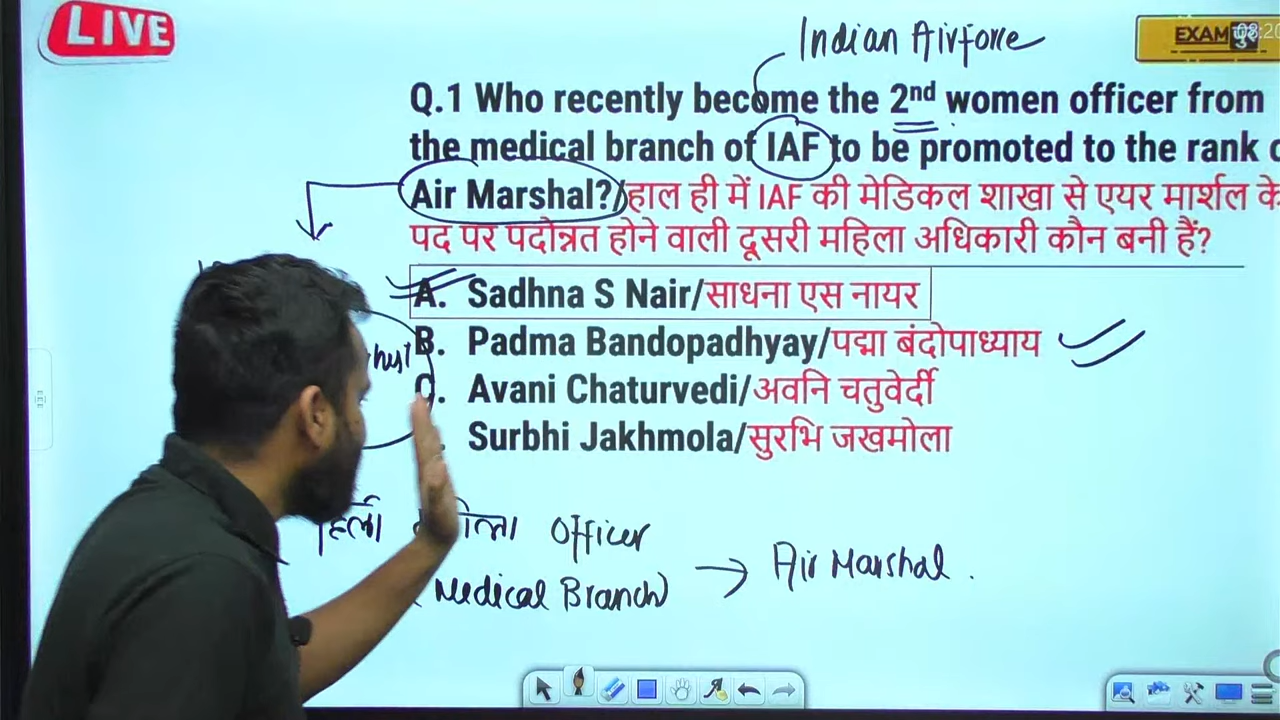 LIVE
Indian Airforce
EXAM पुर
Q.1 Who recently become the 2nd women officer from
the medical branch of IAF to be promoted to the rank
Air Marshal?/हाल ही में IAF की मेडिकल शाखा से एयर मार्शल के
पद पर पदोन्नत होने वाली दूसरी महिला अधिकारी कौन बनी हैं?
A. Sadhna S Nair/साधना एस नायर
B. Padma Bandopadhyay/पद्मा बंदोपाध्याय
C. Avani Chaturvedi/अवनि चतुर्वेर्दी
Surbhi Jakhmola/सुरभि जखमोला
Officer
Medical Branch) → Air Marshal.